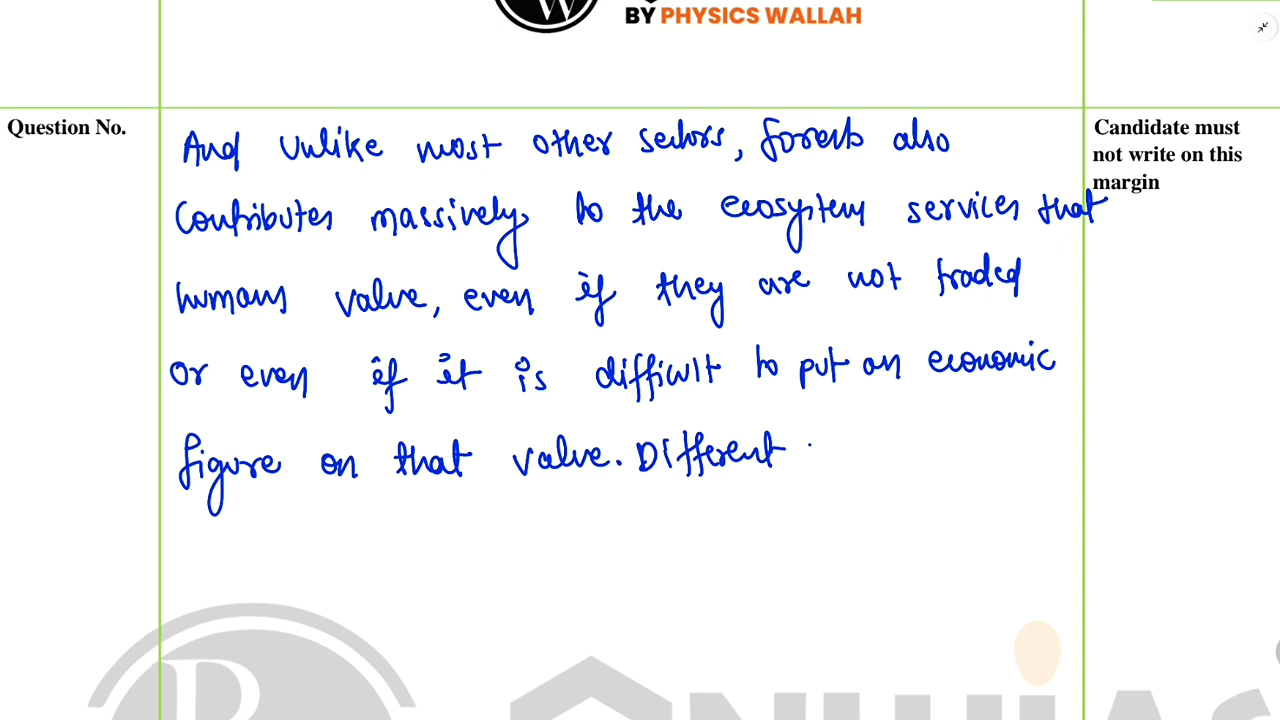 BY PHYSICS WALLAH
Question No.
Candidate must
not write on this
margin
And unlike most other sectors, forests also
contributes massively to the ecosystem services that
humans value, even if they are not traded
or even if it is difficult to put an economic
figure on that value. Different